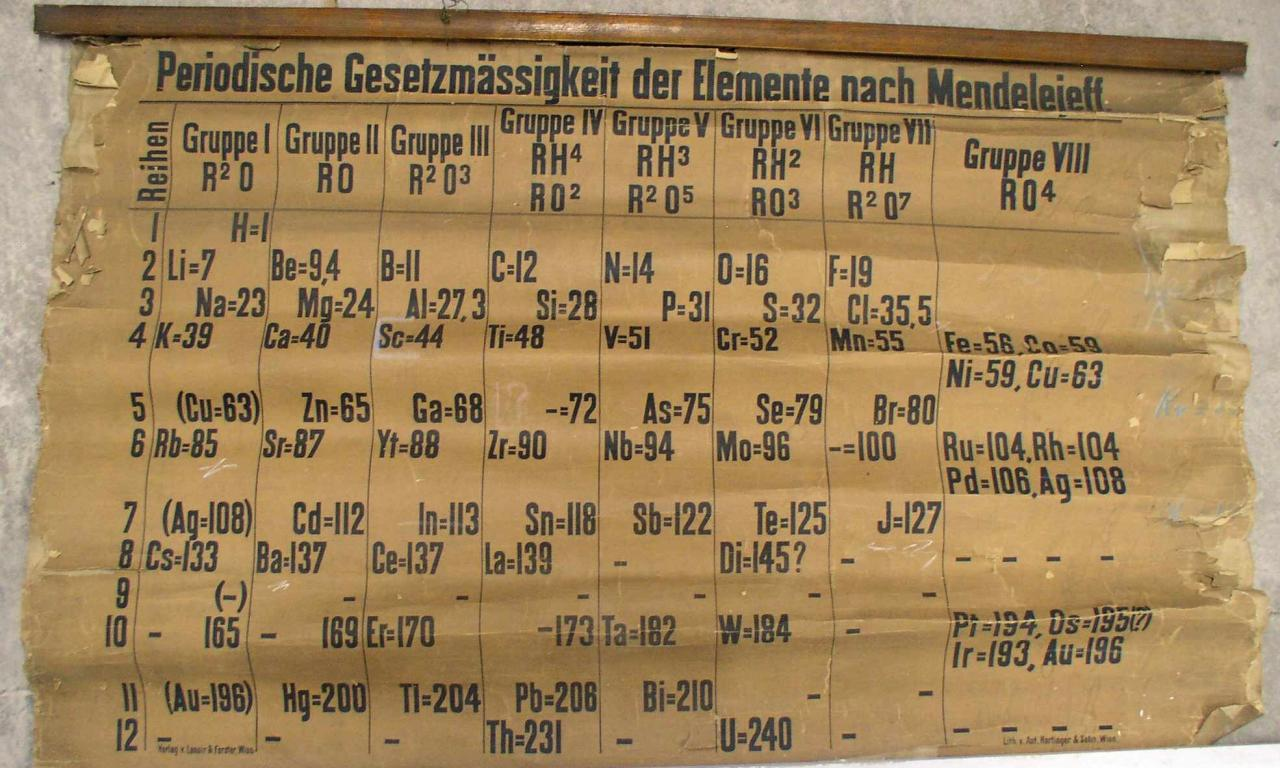 Periodische Gesetzmässigkeit der Elemente nach Mendelejeff.
Reihen Gruppe I Gruppe II Gruppe III Gruppe IV Gruppe V Gruppe VI Gruppe VII Gruppe VIII
RH⁴ RH³ RH² RH
R²O RO R²O³ RO² R²O⁵ RO³ R²O⁷ RO⁴
1 H=1
2 Li=7 Be=9,4 B=11 C=12 N=14 O=16 F=19
3 Na=23 Mg=24 Al=27,3 Si=28 P=31 S=32 Cl=35,5
4 K=39 Ca=40 Sc=44 Ti=48 V=51 Cr=52 Mn=55 Fe=56, Co=59
Ni=59, Cu=63
5 (Cu=63) Zn=65 Ga=68 -=72 As=75 Se=79 Br=80
6 Rb=85 Sr=87 Yt=88 Zr=90 Nb=94 Mo=96 -=100 Ru=104, Rh=104
Pd=106, Ag=108
7 (Ag=108) Cd=112 In=113 Sn=118 Sb=122 Te=125 J=127
8 Cs=133 Ba=137 Ce=137 La=139 - Di=145? - - - - -
9 (-) - - - - - -
10 - 165 - 169 Er=170 -173 Ta=182 W=184 - Pt=194, Os=195(?)
Ir=193, Au=196
11 (Au=196) Hg=200 Tl=204 Pb=206 Bi=210 - -
12 - - - Th=231 - U=240 - - - - -
Verlag v. Lenoir & Forster Wien. Lith. v. Ant. Hartinger & Sohn, Wien.